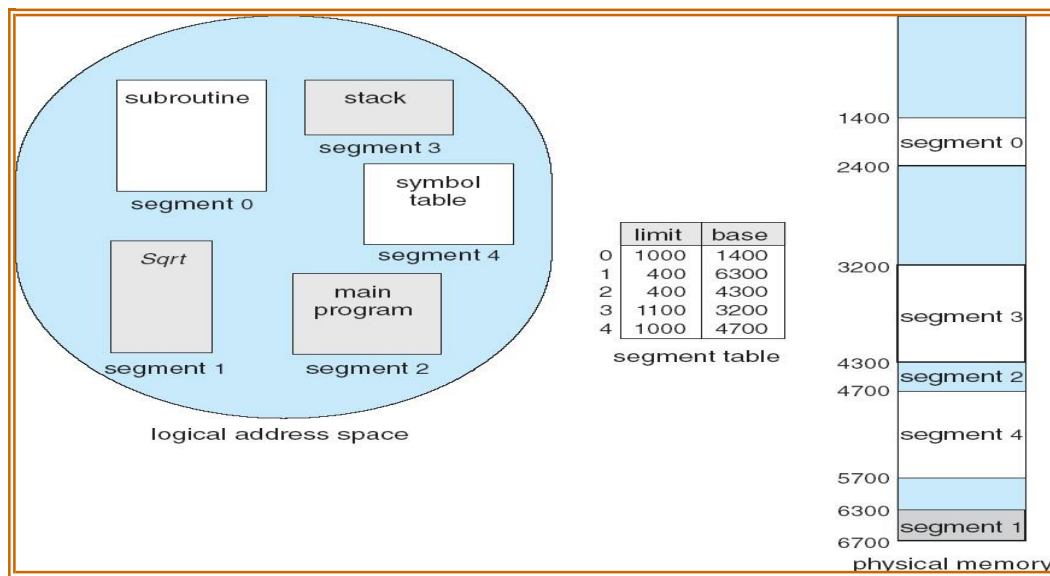 subroutine
segment 0
stack
segment 3
symbol
table
segment 4
Sqrt
segment 1
main
program
segment 2
logical address space
limit base
0 1000 1400
1 400 6300
2 400 4300
3 1100 3200
4 1000 4700
segment table
1400
segment 0
2400
3200
segment 3
4300
segment 2
4700
segment 4
5700
6300
segment 1
6700
physical memory